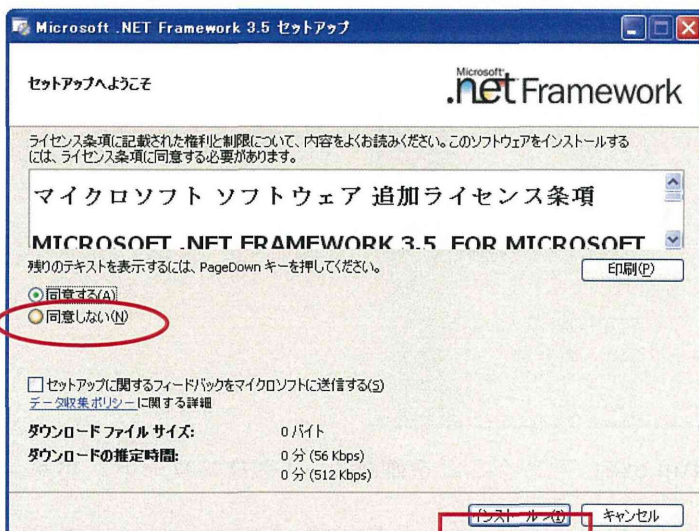 Microsoft .NET Framework 3.5 セットアップ
セットアップへようこそ
Microsoft
.net Framework
ライセンス条項に記載された権利と制限について、内容をよくお読みください。このソフトウェアをインストールする
には、ライセンス条項に同意する必要があります。
マイクロソフト ソフトウェア 追加ライセンス条項
MICROSOFT .NET FRAMEWORK 3.5 FOR MICROSOFT
残りのテキストを表示するには、PageDown キーを押してください。
印刷(P)
同意する(A)
同意しない(N)
セットアップに関するフィードバックをマイクロソフトに送信する(S)
データ収集ポリシーに関する詳細
ダウンロード ファイル サイズ: 0 バイト
ダウンロードの推定時間: 0 分 (56 Kbps)
0 分 (512 Kbps)
インストール >(I) キャンセル